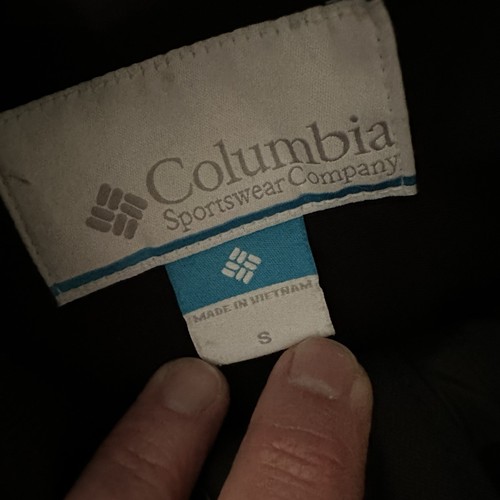 Columbia
Sportswear Company
MADE IN VIETNAM
S